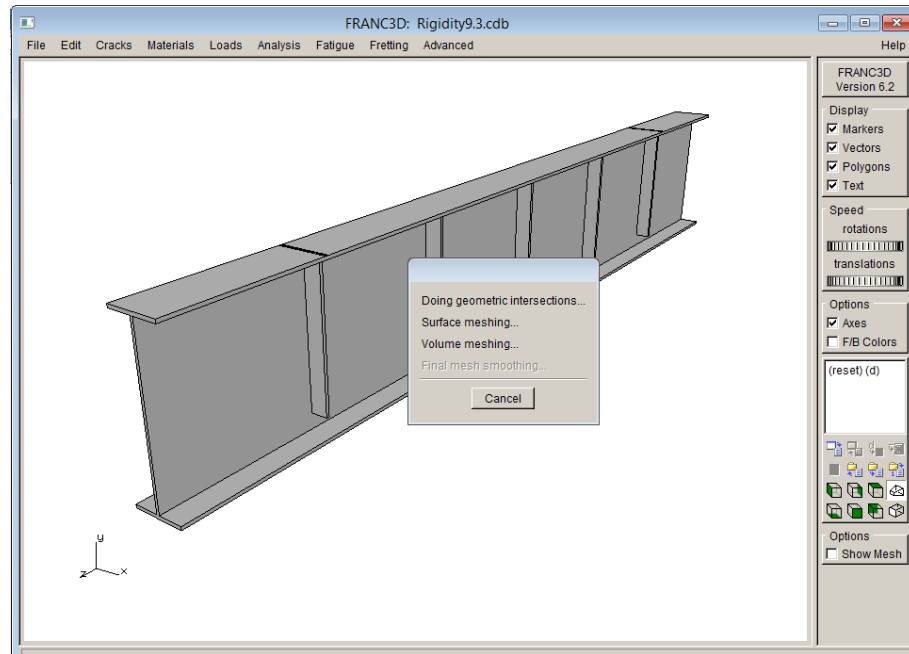 FRANC3D: Rigidity9.3.cdb
File Edit Cracks Materials Loads Analysis Fatigue Fretting Advanced Help
FRANC3D
Version 6.2
Display
Markers
Vectors
Polygons
Text
Speed
rotations
translations
Options
Axes
F/B Colors
(reset) (d)
Options
Show Mesh
Doing geometric intersections...
Surface meshing...
Volume meshing...
Final mesh smoothing...
Cancel
y
z
x